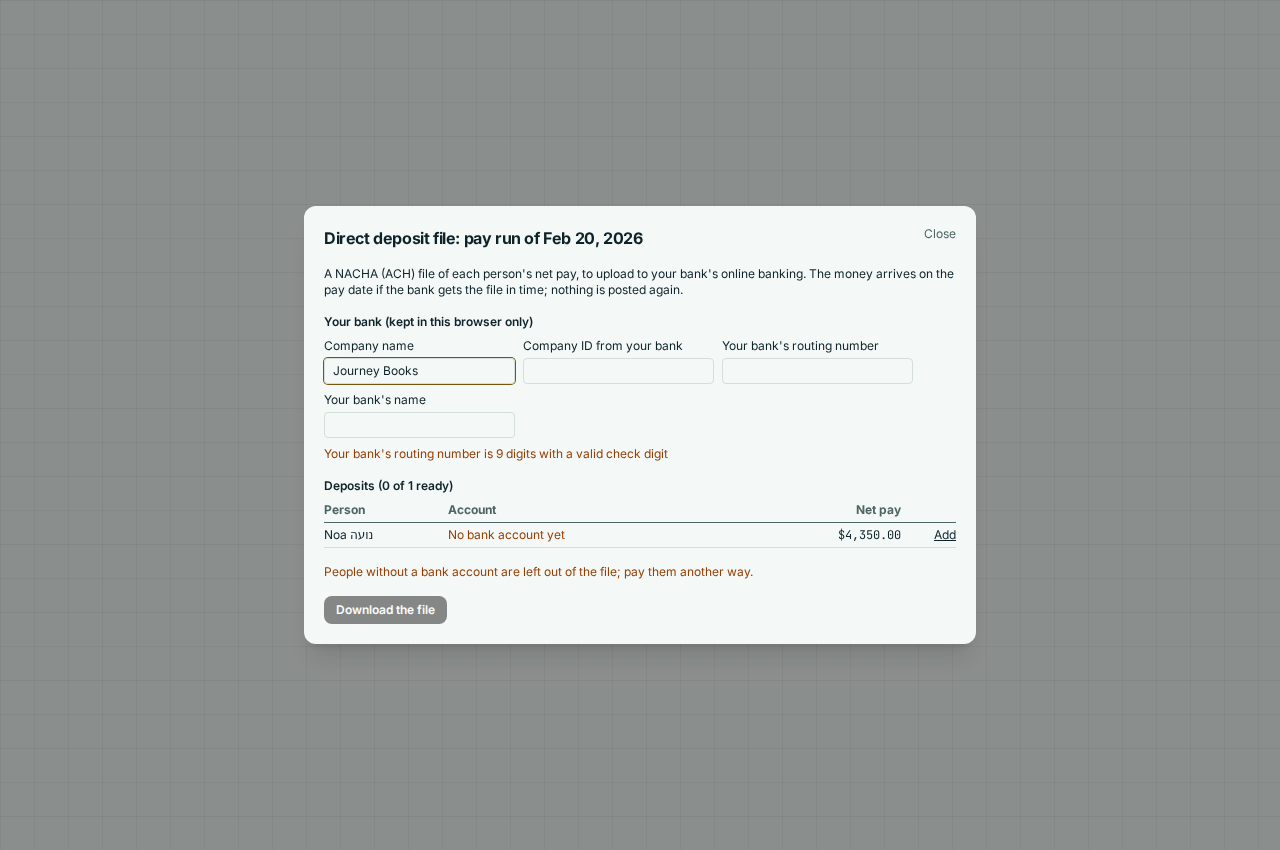 Direct deposit file: pay run of Feb 20, 2026
Close
A NACHA (ACH) file of each person's net pay, to upload to your bank's online banking. The money arrives on the
pay date if the bank gets the file in time; nothing is posted again.
Your bank (kept in this browser only)
Company name Company ID from your bank Your bank's routing number
Journey Books
Your bank's name
Your bank's routing number is 9 digits with a valid check digit
Deposits (0 of 1 ready)
Person Account Net pay
Noa נועה No bank account yet $4,350.00 Add
People without a bank account are left out of the file; pay them another way.
Download the file